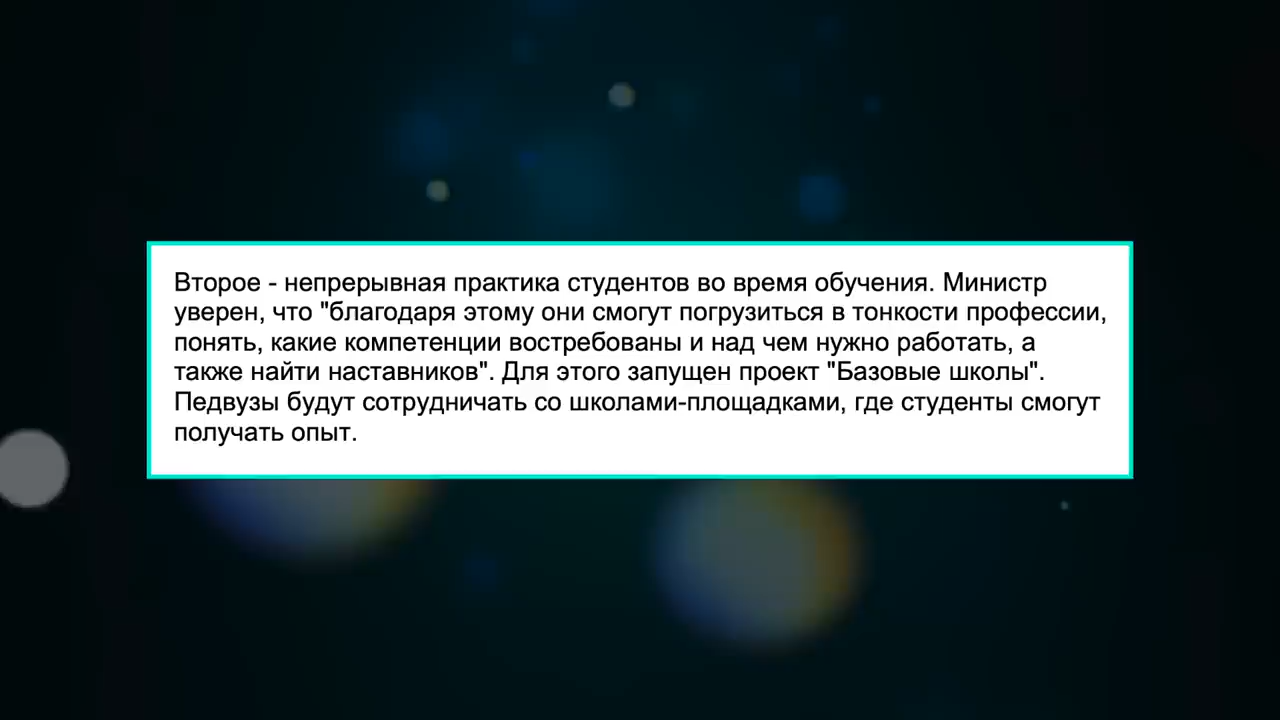 Второе - непрерывная практика студентов во время обучения. Министр
уверен, что "благодаря этому они смогут погрузиться в тонкости профессии,
понять, какие компетенции востребованы и над чем нужно работать, а
также найти наставников". Для этого запущен проект "Базовые школы".
Педвузы будут сотрудничать со школами-площадками, где студенты смогут
получать опыт.